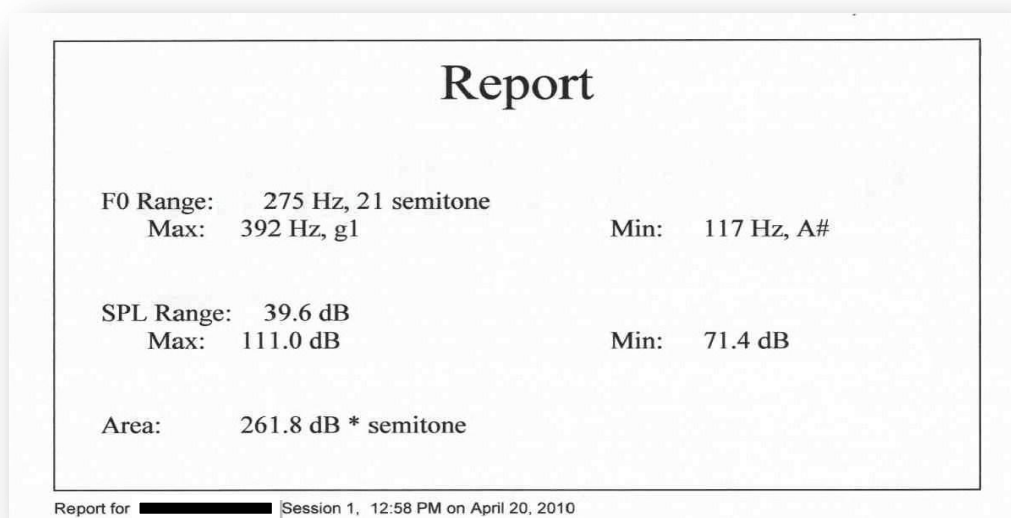 Report
F0 Range: 275 Hz, 21 semitone
Max: 392 Hz, g1 Min: 117 Hz, A#
SPL Range: 39.6 dB
Max: 111.0 dB Min: 71.4 dB
Area: 261.8 dB * semitone
Report for Session 1, 12:58 PM on April 20, 2010